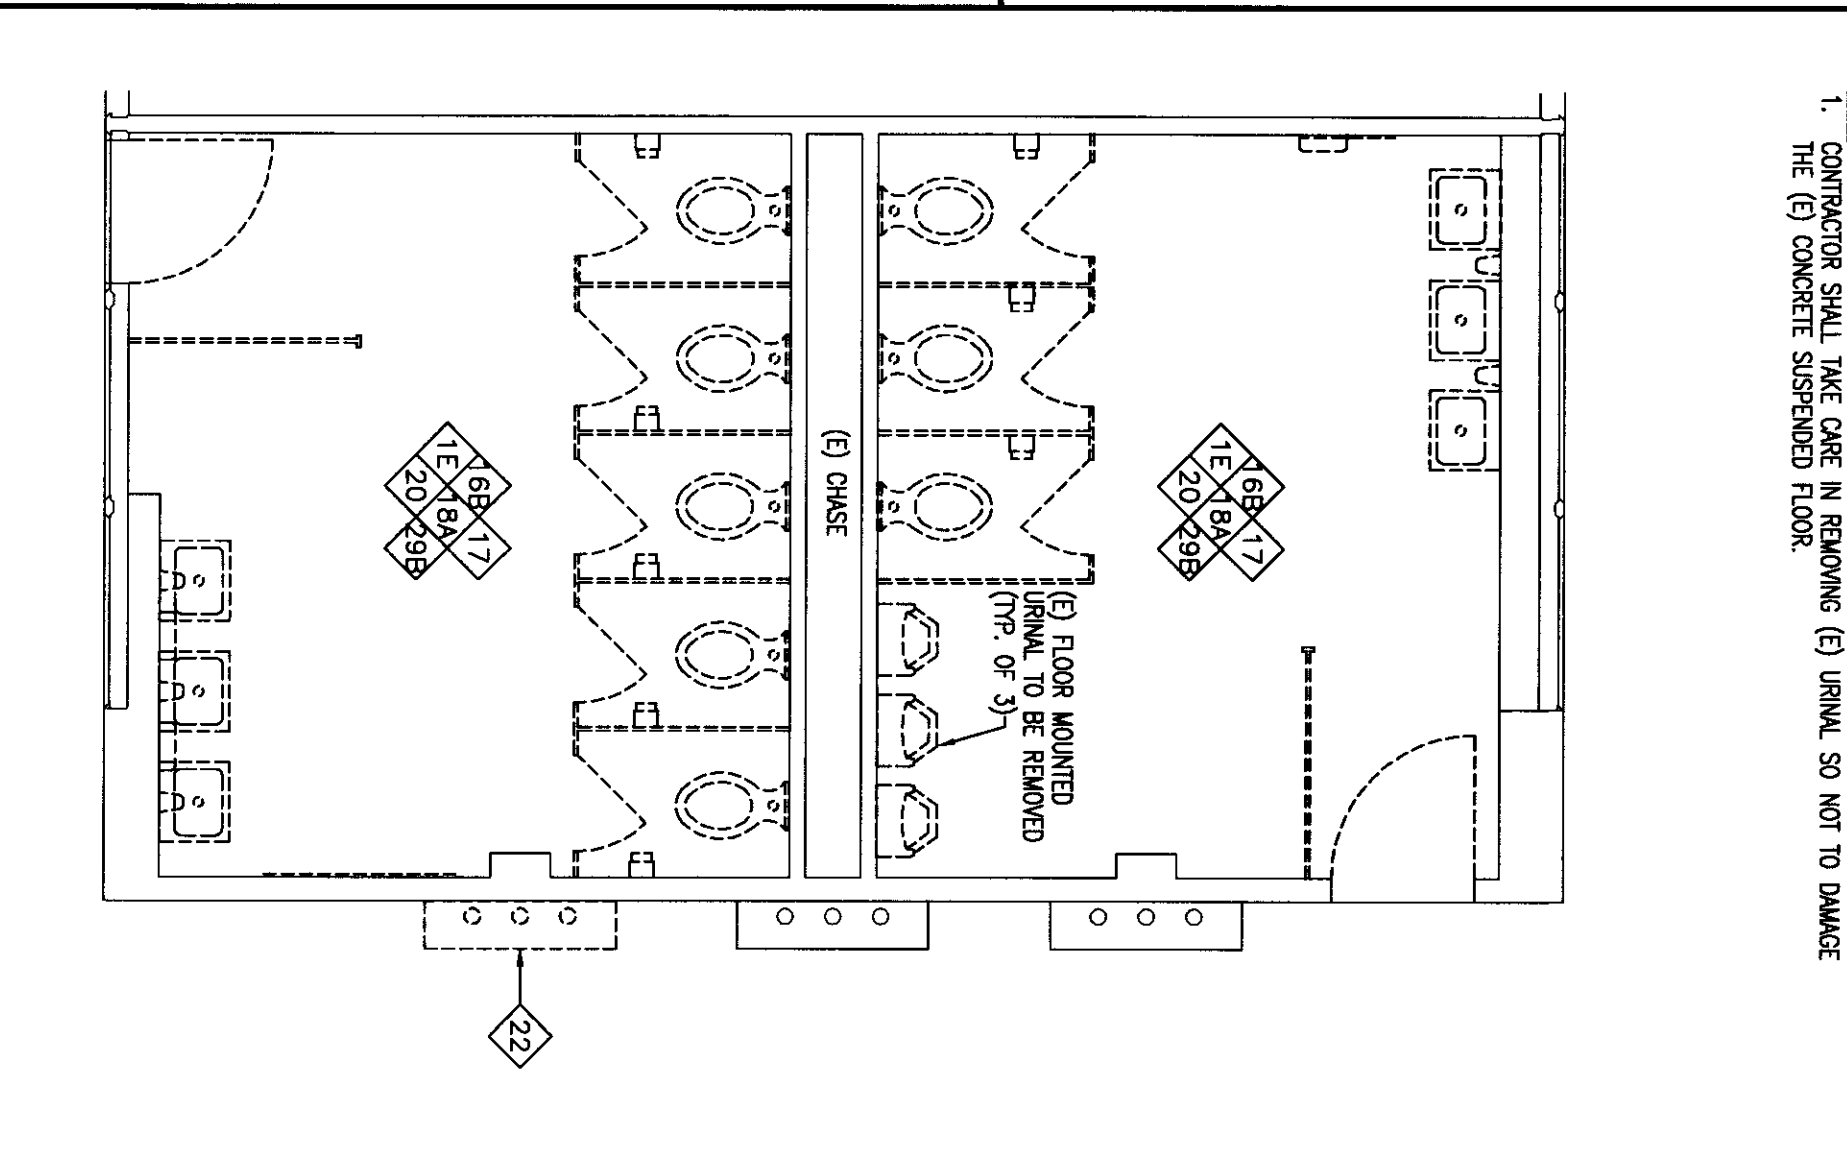 1. CONTRACTOR SHALL TAKE CARE IN REMOVING (E) URINAL SO NOT TO DAMAGE
THE (E) CONCRETE SUSPENDED FLOOR.
16B 17
1E 18A
20 29B
(E) FLOOR MOUNTED
URINAL TO BE REMOVED
(TYP. OF 3)
(E) CHASE
16B 17
1E 18A
20 29B
22